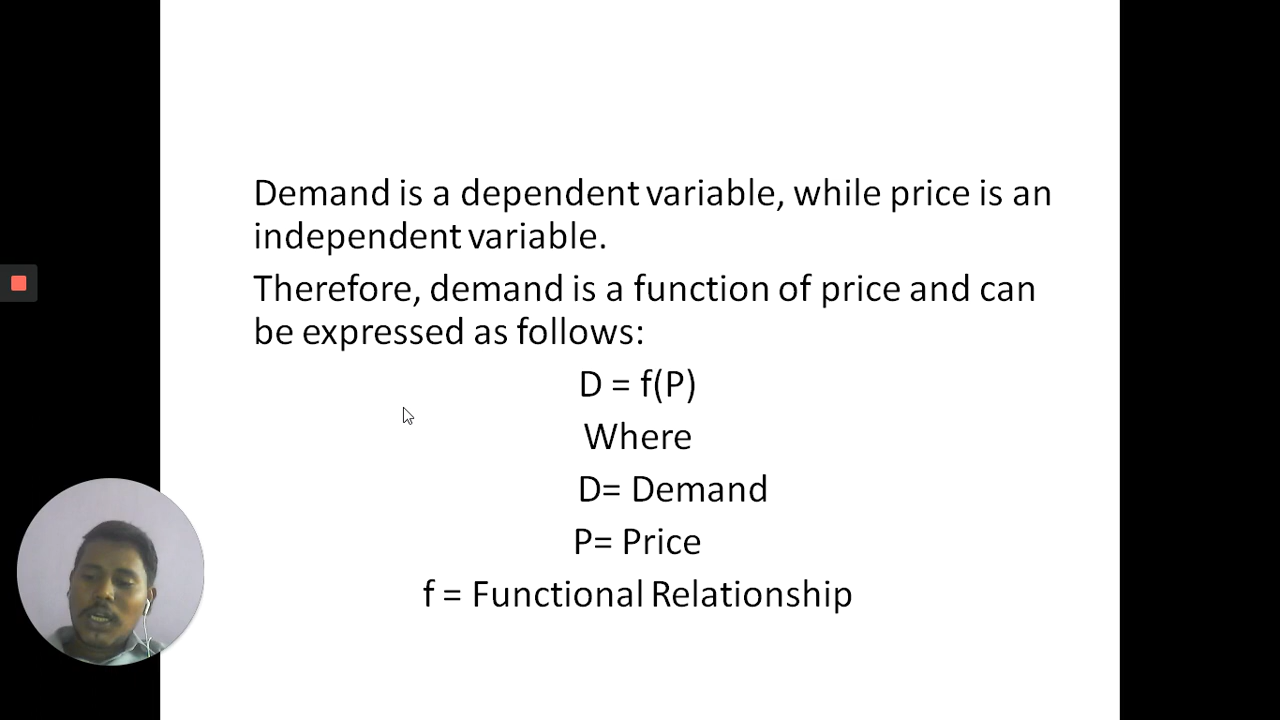 Demand is a dependent variable, while price is an
independent variable.
Therefore, demand is a function of price and can
be expressed as follows:
D = f(P)
Where
D= Demand
P= Price
f = Functional Relationship